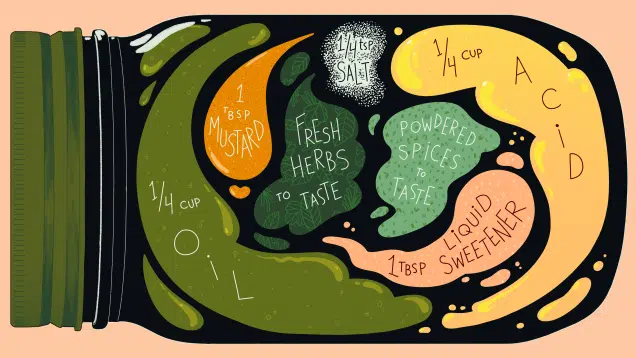 1/4 CUP
OiL
1
TBSP
MUSTARD
FRESH
HERBS
TO TASTE
1/4 tsp
SALT
POWDERED
SPiCES
TO
TASTE
1 TBSP LiQUiD
SWEETENER
1/4 CUP
ACiD